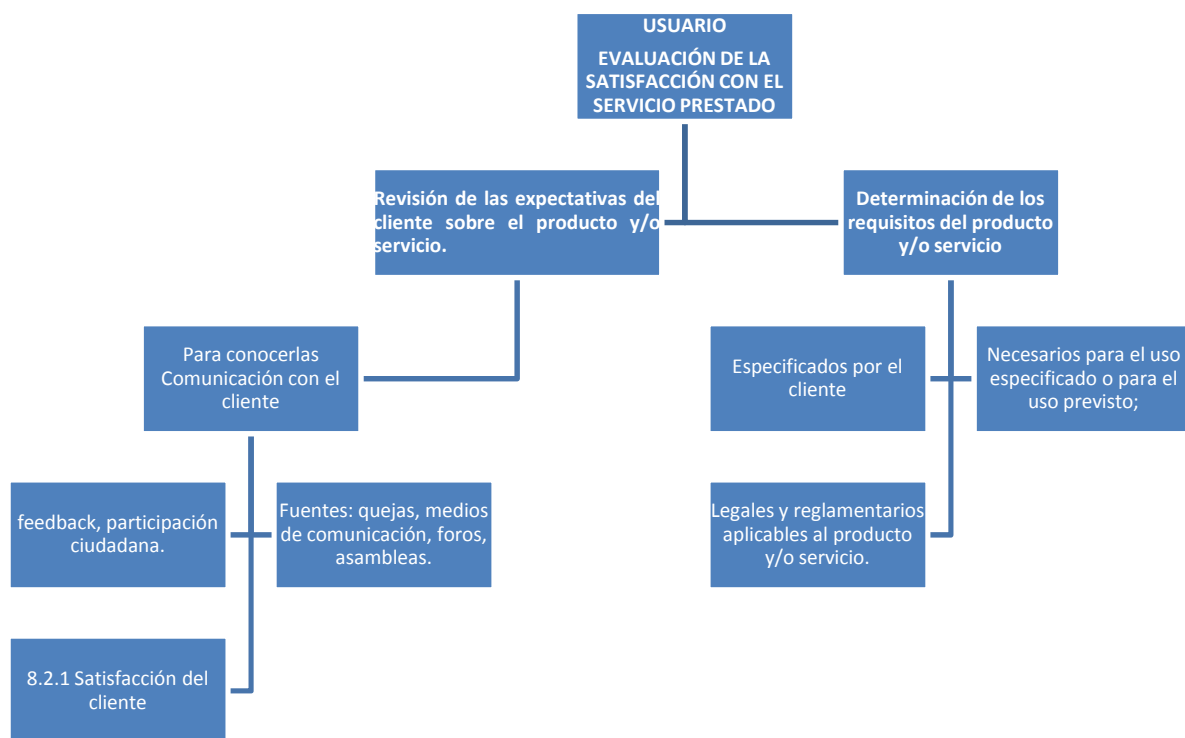 USUARIO
EVALUACIÓN DE LA
SATISFACCIÓN CON EL
SERVICIO PRESTADO
Revisión de las expectativas del
cliente sobre el producto y/o
servicio.
Determinación de los
requisitos del producto
y/o servicio
Para conocerlas
Comunicación con el
cliente
Especificados por el
cliente
Necesarios para el uso
especificado o para el
uso previsto;
feedback, participación
ciudadana.
Fuentes: quejas, medios
de comunicación, foros,
asambleas.
Legales y reglamentarios
aplicables al producto
y/o servicio.
8.2.1 Satisfacción del
cliente